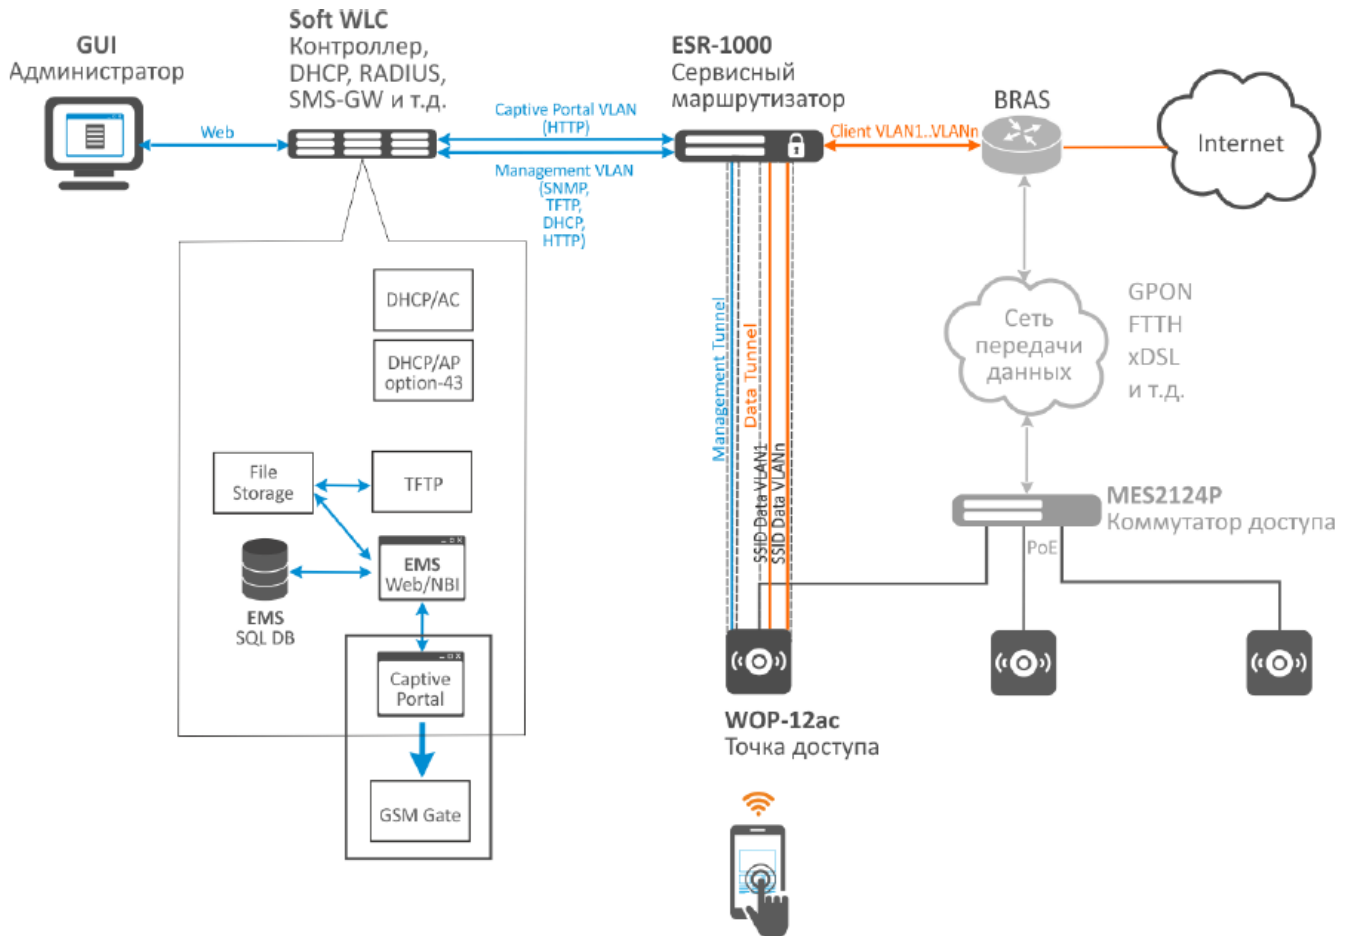 GUI
Администратор
Soft WLC
Контроллер,
DHCP, RADIUS,
SMS-GW и т.д.
ESR-1000
Сервисный
маршрутизатор
BRAS
Internet
Web
Captive Portal VLAN
(HTTP)
Management VLAN
(SNMP,
TFTP,
DHCP,
HTTP)
Client VLAN1..VLANn
DHCP/AC
DHCP/AP
option-43
File
Storage
TFTP
EMS
Web/NBI
EMS
SQL DB
Captive
Portal
GSM Gate
Management Tunnel
Data Tunnel
SSID Data VLAN1
SSID Data VLANn
Сеть
передачи
данных
GPON
FTTH
xDSL
и т.д.
MES2124P
Коммутатор доступа
PoE
WOP-12ac
Точка доступа